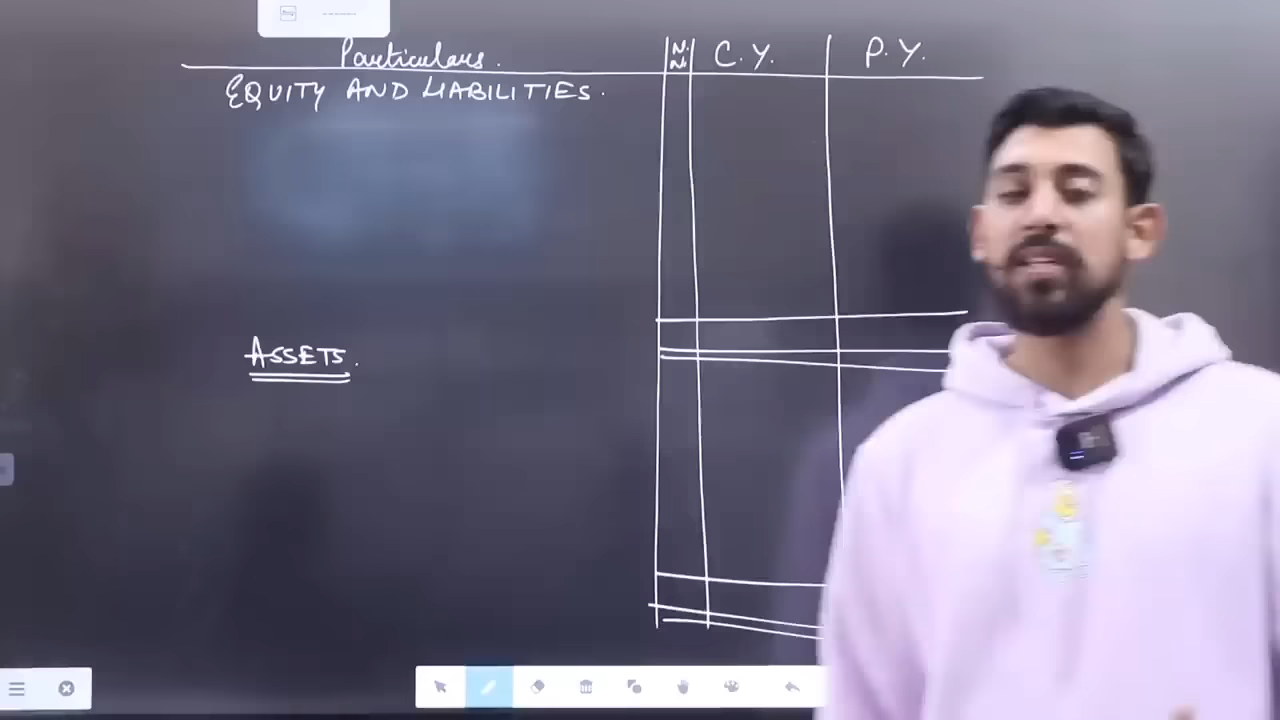 Particulars. N. N. C. Y. P. Y.
EQUITY AND LIABILITIES.
ASSETS.